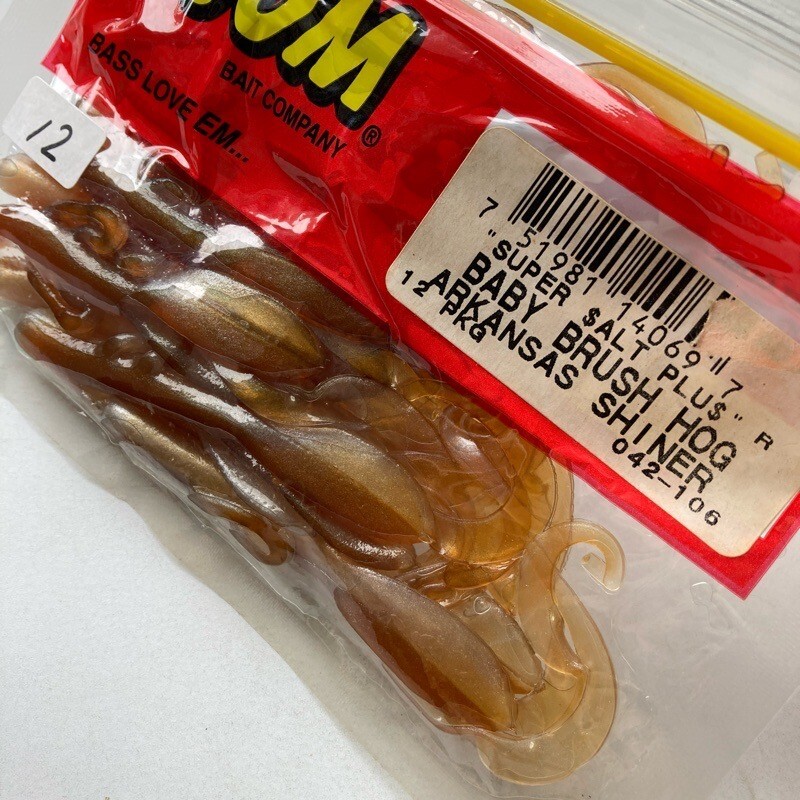 BAIT COMPANY
®
BASS LOVE EM...
12
7 51981 14069 7
"SUPER $ALT PLU$" R
BABY BRUSH HOG
ARKANSAS SHINER
12 PKG
042-106